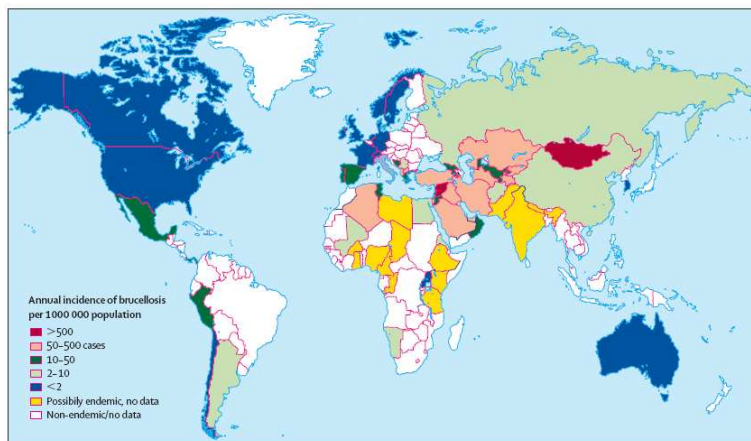 Annual incidence of brucellosis
per 1000 000 population
>500
50–500 cases
10–50
2–10
<2
Possibily endemic, no data
Non-endemic/no data